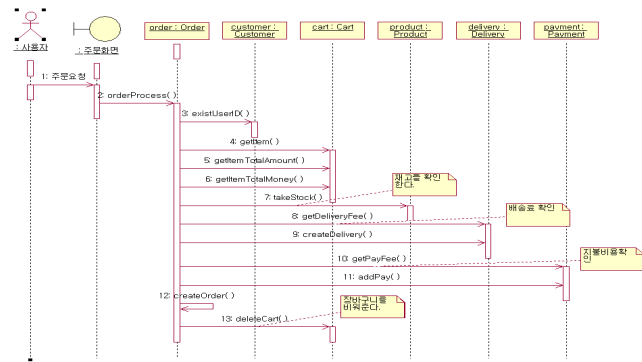 : 사용자
: 주문화면
order : Order
customer :
Customer
cart : Cart
product :
Product
delivery :
Delivery
payment :
Payment
1: 주문요청
2: orderProcess( )
3: existUserID( )
4: getItem( )
5: getItemTotalAmount( )
6: getItemTotalMoney( )
재고를 확인
한다.
7: takeStock( )
배송료 확인
8: getDeliveryFee( )
9: createDelivery( )
지불비용확
인
10: getPayFee( )
11: addPay( )
12: createOrder( )
장바구니를
비워준다.
13: deleteCart( )